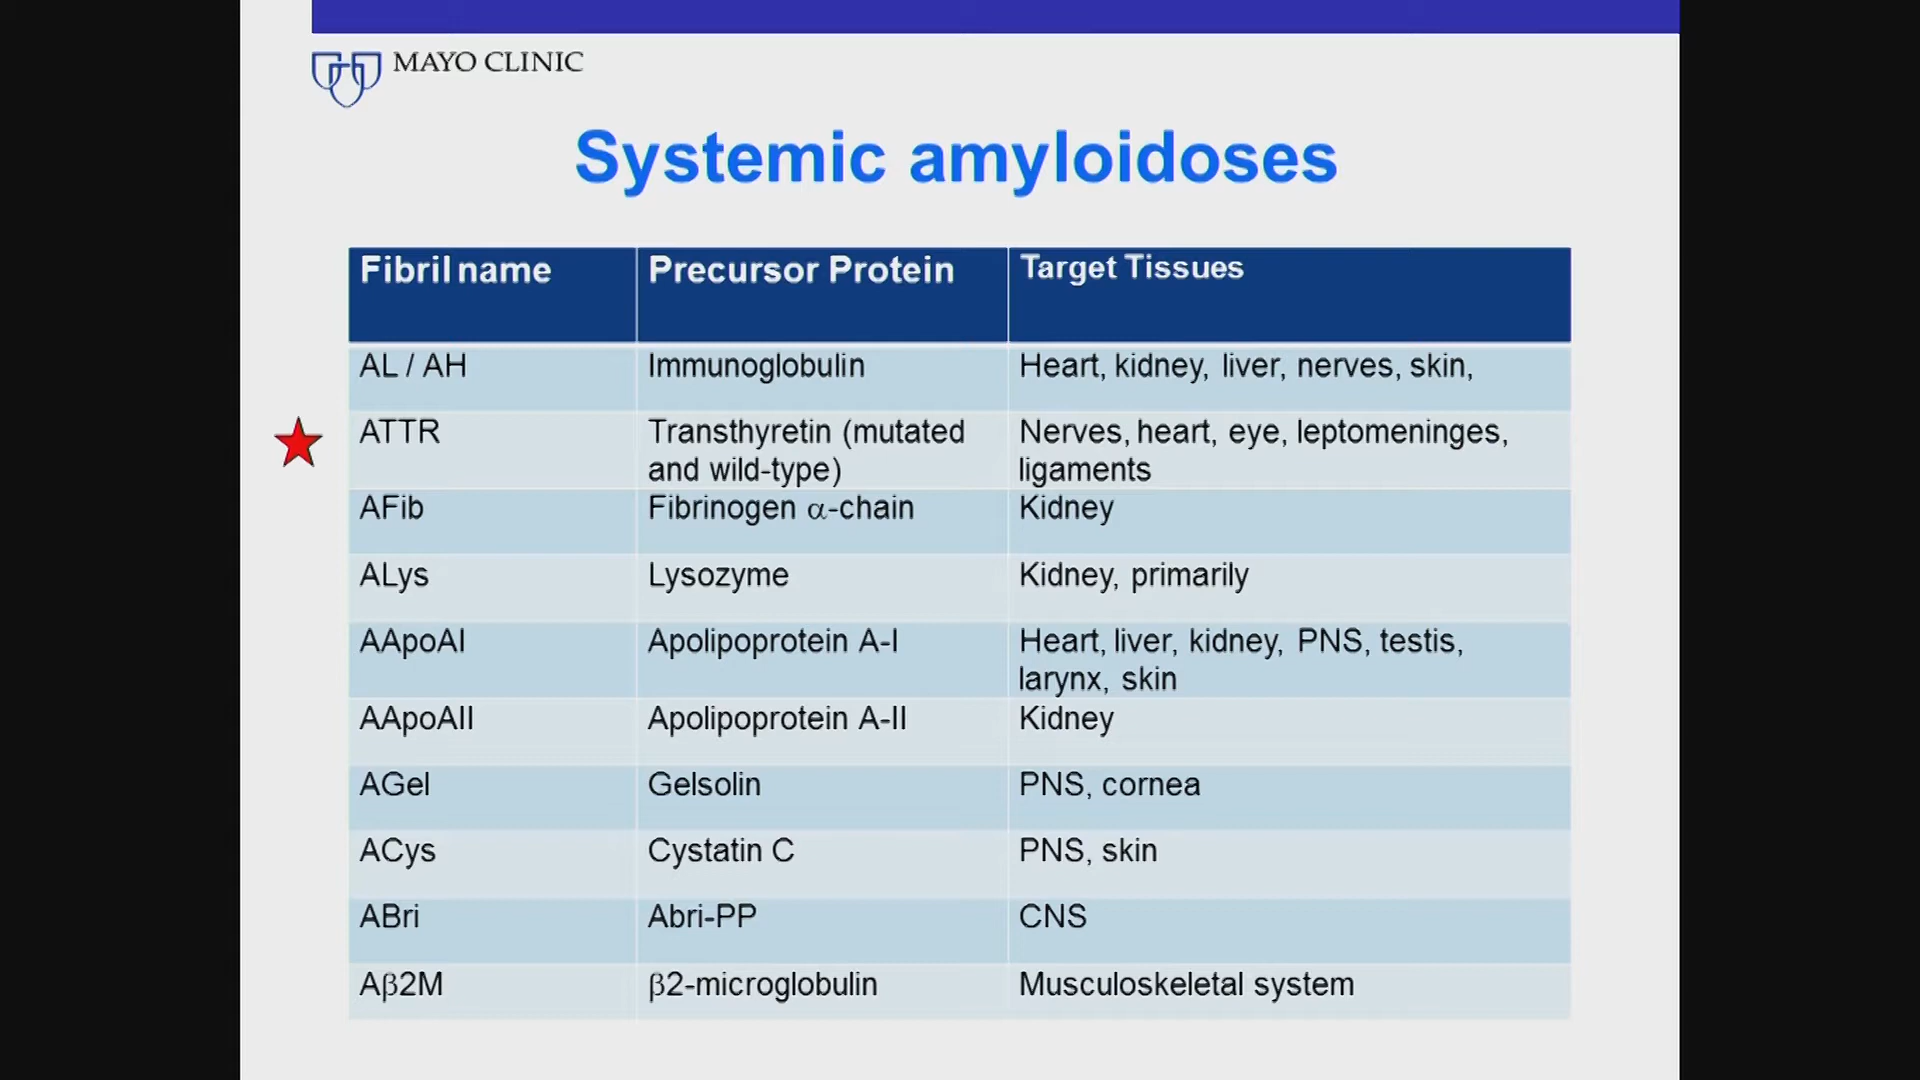 MAYO CLINIC
Systemic amyloidoses
Fibril name
Precursor Protein
Target Tissues
AL / AH
Immunoglobulin
Heart, kidney, liver, nerves, skin,
ATTR
Transthyretin (mutated
and wild-type)
Nerves, heart, eye, leptomeninges,
ligaments
AFib
Fibrinogen α-chain
Kidney
ALys
Lysozyme
Kidney, primarily
AApoAI
Apolipoprotein A-I
Heart, liver, kidney, PNS, testis,
larynx, skin
AApoAII
Apolipoprotein A-II
Kidney
AGel
Gelsolin
PNS, cornea
ACys
Cystatin C
PNS, skin
ABri
Abri-PP
CNS
Aβ2M
β2-microglobulin
Musculoskeletal system